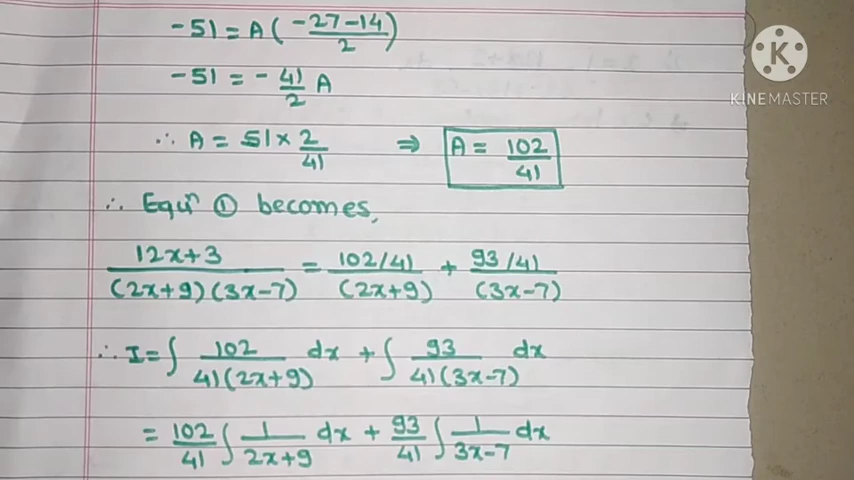 -51 = A ( (-27-14)/2 )
-51 = - 41/2 A
∴ A = 51 × 2/41 ⇒ A = 102/41
∴ Equⁿ ① becomes,
(12x+3)/((2x+9)(3x-7)) = (102/41)/(2x+9) + (93/41)/(3x-7)
∴ I = ∫ 102/(41(2x+9)) dx + ∫ 93/(41(3x-7)) dx
= 102/41 ∫ 1/(2x+9) dx + 93/41 ∫ 1/(3x-7) dx
K
KINEMASTER